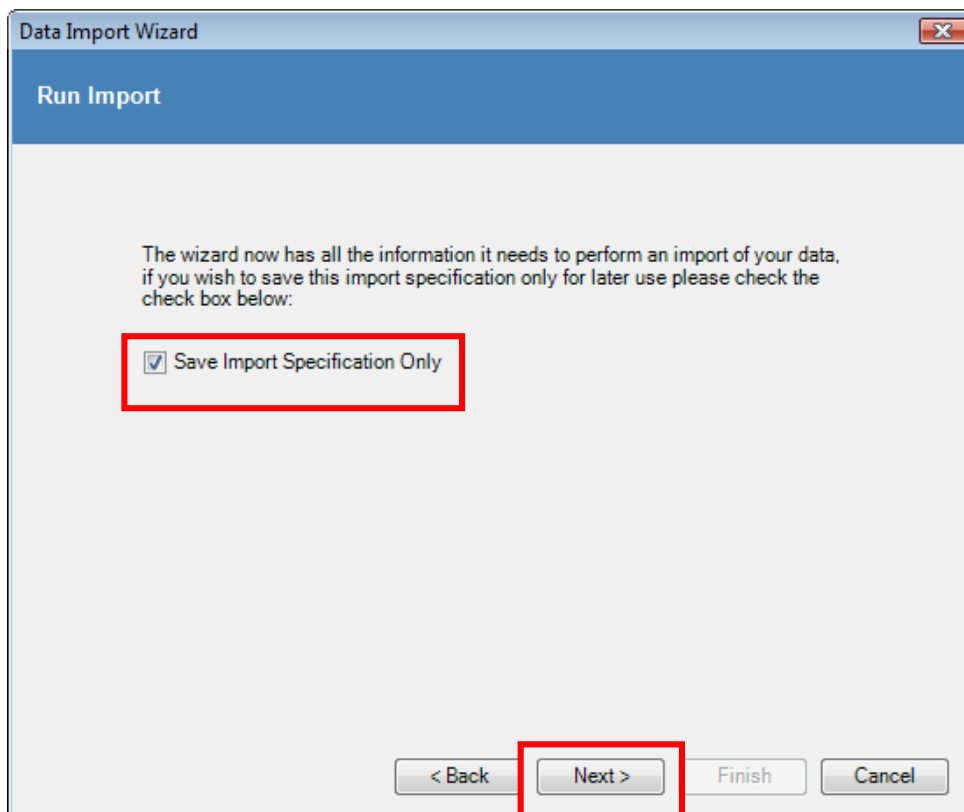 Data Import Wizard
Run Import
The wizard now has all the information it needs to perform an import of your data,
if you wish to save this import specification only for later use please check the
check box below:
Save Import Specification Only
< Back Next > Finish Cancel